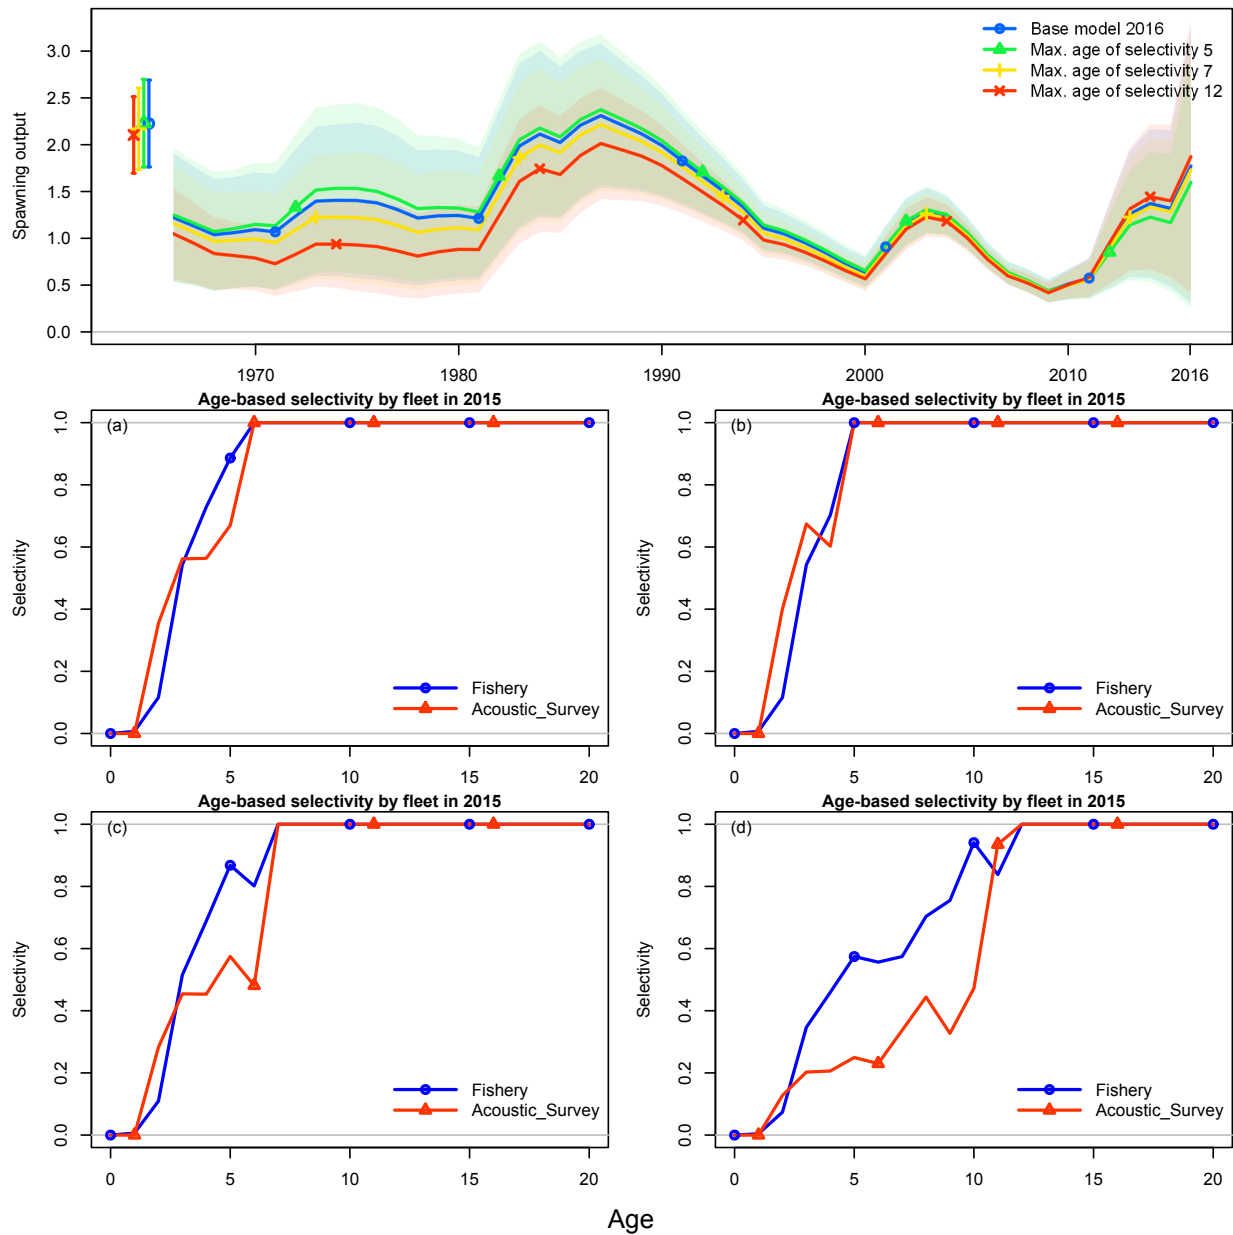 Spawning output
3.0
2.5
2.0
1.5
1.0
0.5
0.0
Base model 2016
Max. age of selectivity 5
Max. age of selectivity 7
Max. age of selectivity 12
1970 1980 1990 2000 2010 2016
Age-based selectivity by fleet in 2015
(a)
Selectivity
1.0
0.8
0.6
0.4
0.2
0.0
Fishery
Acoustic_Survey
0 5 10 15 20
Age-based selectivity by fleet in 2015
(b)
Selectivity
1.0
0.8
0.6
0.4
0.2
0.0
Fishery
Acoustic_Survey
0 5 10 15 20
Age-based selectivity by fleet in 2015
(c)
Selectivity
1.0
0.8
0.6
0.4
0.2
0.0
Fishery
Acoustic_Survey
0 5 10 15 20
Age-based selectivity by fleet in 2015
(d)
Selectivity
1.0
0.8
0.6
0.4
0.2
0.0
Fishery
Acoustic_Survey
0 5 10 15 20
Age